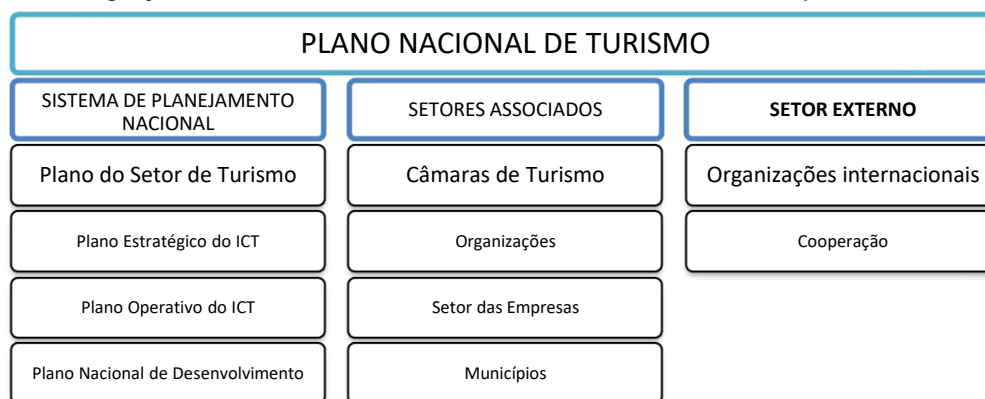 PLANO NACIONAL DE TURISMO
SISTEMA DE PLANEJAMENTO
NACIONAL
SETORES ASSOCIADOS
SETOR EXTERNO
Plano do Setor de Turismo
Câmaras de Turismo
Organizações internacionais
Plano Estratégico do ICT
Organizações
Cooperação
Plano Operativo do ICT
Setor das Empresas
Plano Nacional de Desenvolvimento
Municípios